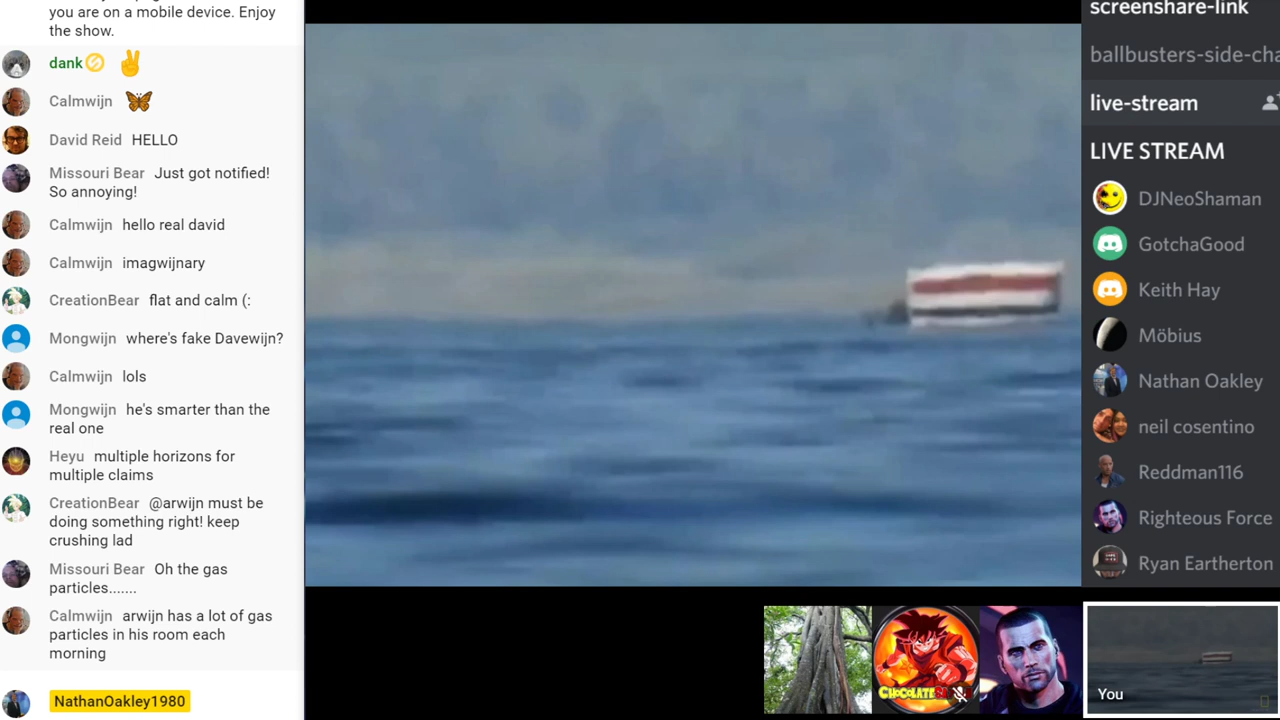 you are on a mobile device. Enjoy
the show.
dank
Calmwijn
David Reid HELLO
Missouri Bear Just got notified!
So annoying!
Calmwijn hello real david
Calmwijn imagwijnary
CreationBear flat and calm (:
Mongwijn where's fake Davewijn?
Calmwijn lols
Mongwijn he's smarter than the
real one
Heyu multiple horizons for
multiple claims
CreationBear @arwijn must be
doing something right! keep
crushing lad
Missouri Bear Oh the gas
particles.......
Calmwijn arwijn has a lot of gas
particles in his room each
morning
NathanOakley1980
screenshare-link
ballbusters-side-cha
live-stream
LIVE STREAM
DJNeoShaman
GotchaGood
Keith Hay
Möbius
Nathan Oakley
neil cosentino
Reddman116
Righteous Force
Ryan Eartherton
You